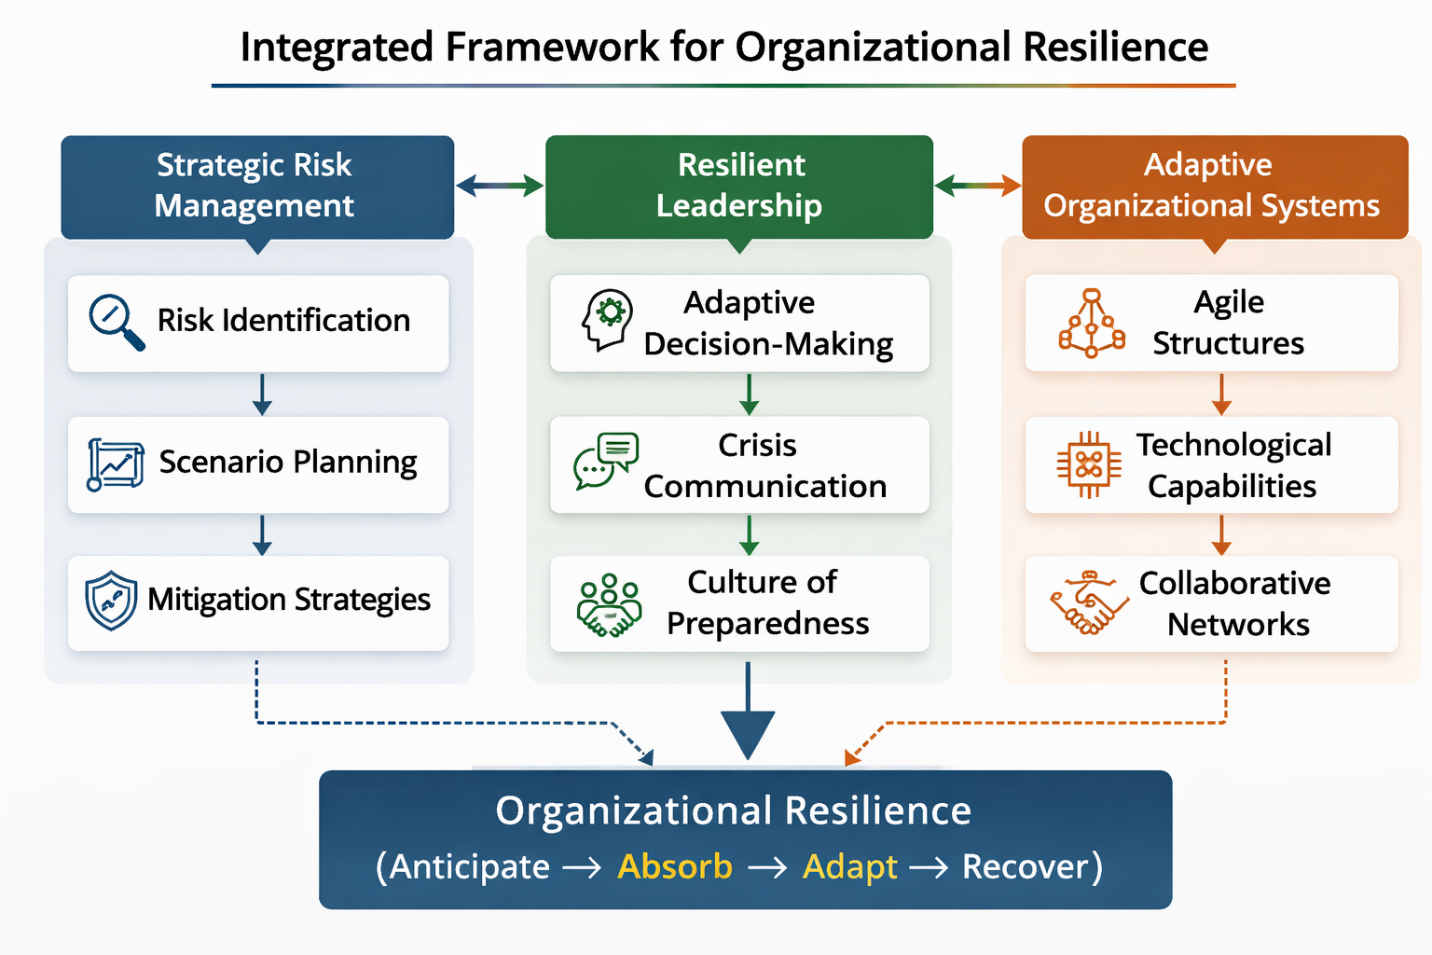 Integrated Framework for Organizational Resilience
Strategic Risk
Management
Risk Identification
Scenario Planning
Mitigation Strategies
Resilient
Leadership
Adaptive
Decision-Making
Crisis
Communication
Culture of
Preparedness
Adaptive
Organizational Systems
Agile
Structures
Technological
Capabilities
Collaborative
Networks
Organizational Resilience
(Anticipate → Absorb → Adapt → Recover)